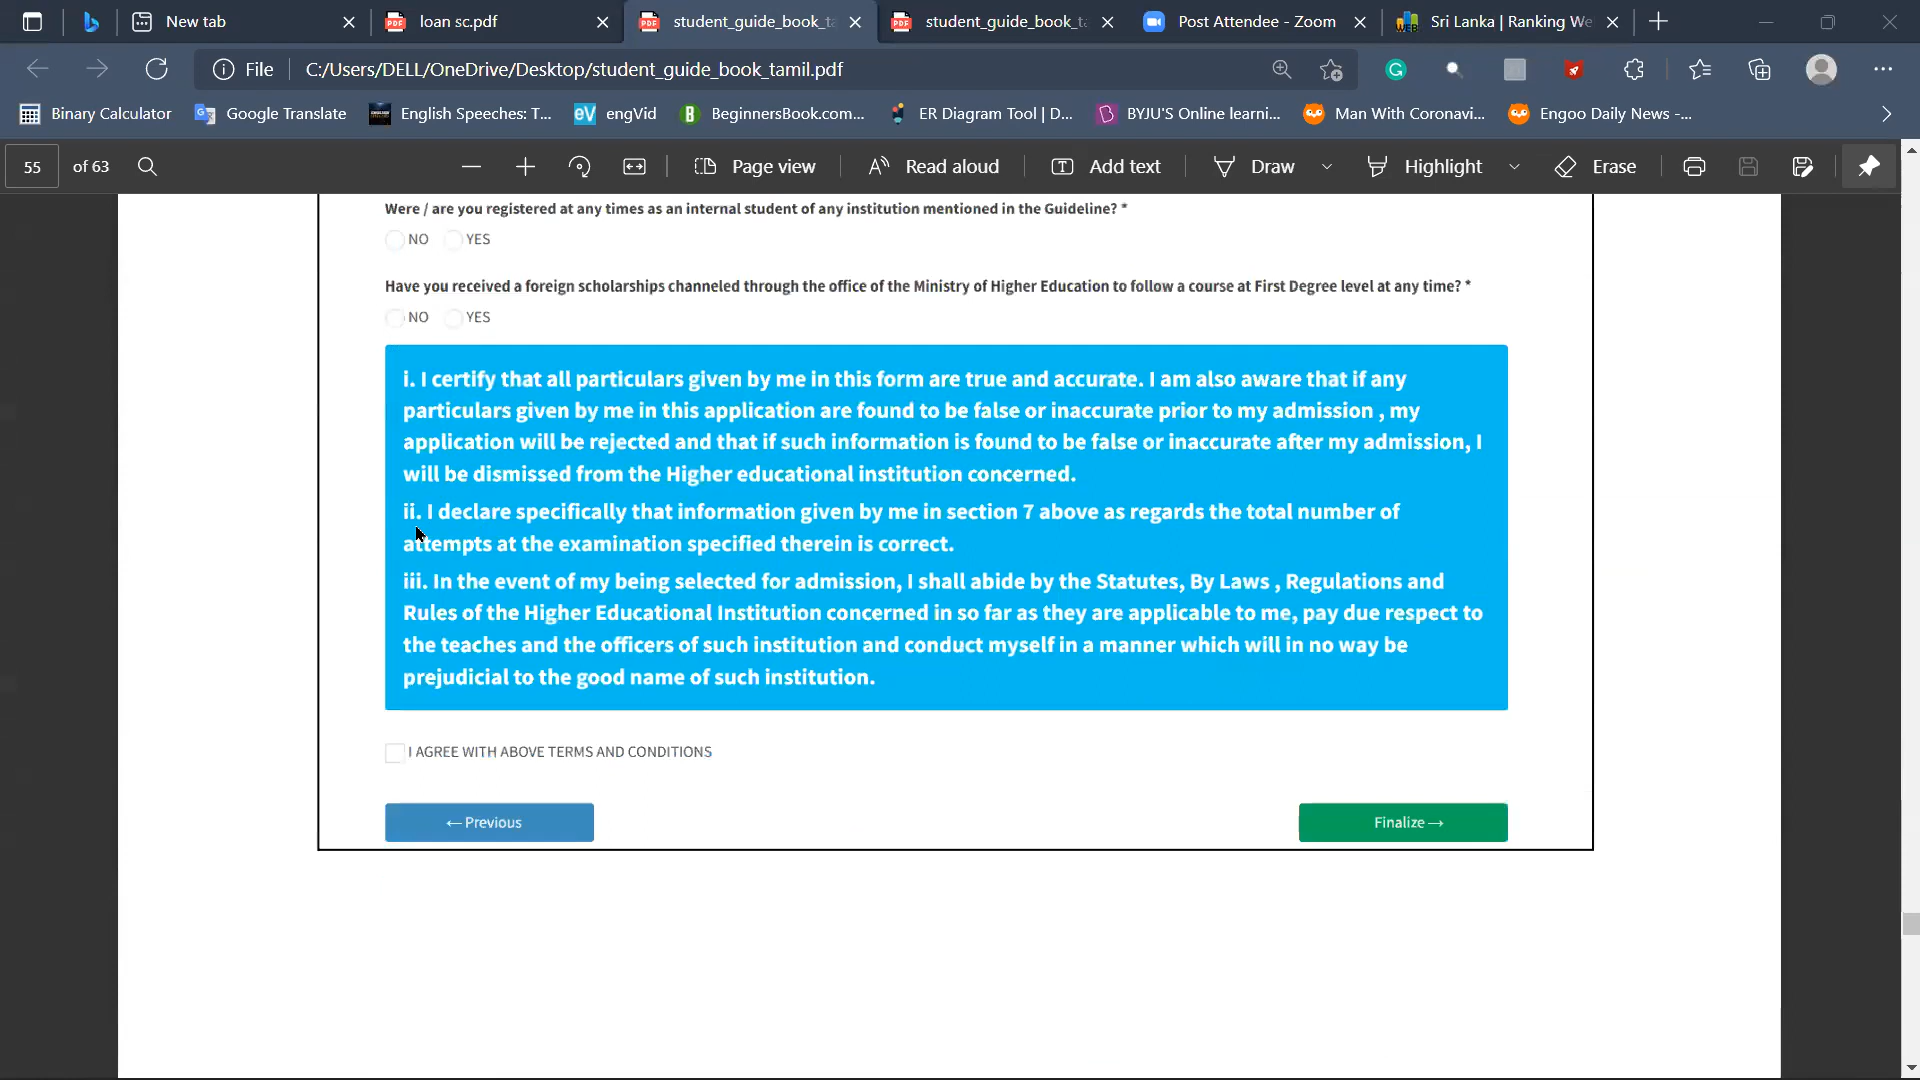 New tab
loan sc.pdf
student_guide_book_ta
student_guide_book_ta
Post Attendee - Zoom
Sri Lanka | Ranking We
File
C:/Users/DELL/OneDrive/Desktop/student_guide_book_tamil.pdf
Binary Calculator
Google Translate
English Speeches: T...
engVid
BeginnersBook.com...
ER Diagram Tool | D...
BYJU'S Online learni...
Man With Coronavi...
Engoo Daily News -...
55 of 63
Page view
Read aloud
Add text
Draw
Highlight
Erase
Were / are you registered at any times as an internal student of any institution mentioned in the Guideline? *
NO YES
Have you received a foreign scholarships channeled through the office of the Ministry of Higher Education to follow a course at First Degree level at any time? *
NO YES
i. I certify that all particulars given by me in this form are true and accurate. I am also aware that if any
particulars given by me in this application are found to be false or inaccurate prior to my admission , my
application will be rejected and that if such information is found to be false or inaccurate after my admission, I
will be dismissed from the Higher educational institution concerned.
ii. I declare specifically that information given by me in section 7 above as regards the total number of
attempts at the examination specified therein is correct.
iii. In the event of my being selected for admission, I shall abide by the Statutes, By Laws , Regulations and
Rules of the Higher Educational Institution concerned in so far as they are applicable to me, pay due respect to
the teaches and the officers of such institution and conduct myself in a manner which will in no way be
prejudicial to the good name of such institution.
I AGREE WITH ABOVE TERMS AND CONDITIONS
← Previous
Finalize →